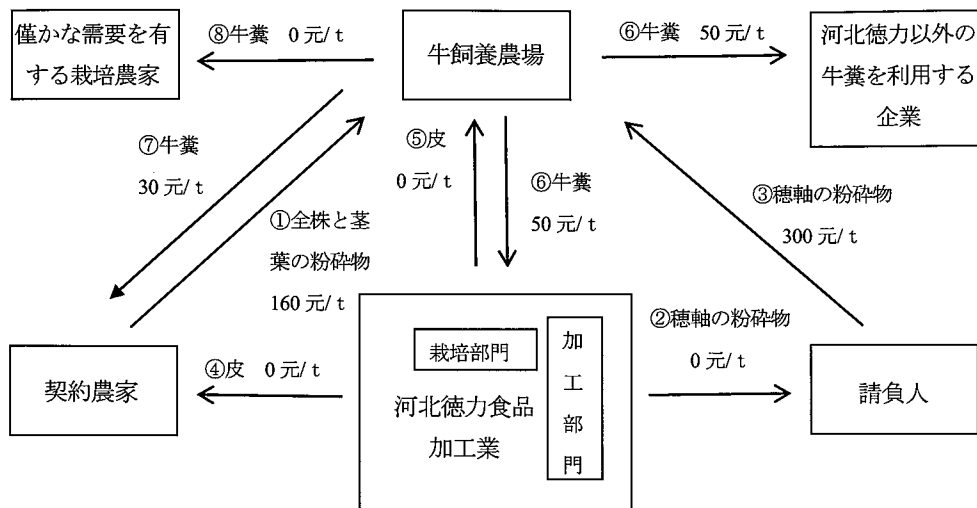 僅かな需要を有
する栽培農家
⑧牛糞 0元/ｔ
牛飼養農場
⑥牛糞 50元/ｔ
河北徳力以外の
牛糞を利用する
企業
⑦牛糞
30元/ｔ
①全株と茎
葉の粉砕物
160元/ｔ
⑤皮
0元/ｔ
⑥牛糞
50元/ｔ
③穂軸の粉砕物
300元/ｔ
契約農家
④皮 0元/ｔ
栽培部門
河北徳力食品
加工業
加
工
部
門
②穂軸の粉砕物
0元/ｔ
請負人